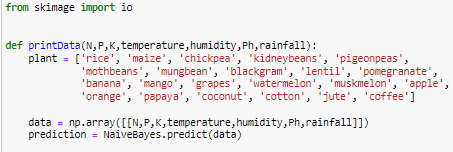 from skimage import io
def printData(N,P,K,temperature,humidity,Ph,rainfall):
plant = ['rice', 'maize', 'chickpea', 'kidneybeans', 'pigeonpeas',
'mothbeans', 'mungbean', 'blackgram', 'lentil', 'pomegranate',
'banana', 'mango', 'grapes', 'watermelon', 'muskmelon', 'apple',
'orange', 'papaya', 'coconut', 'cotton', 'jute', 'coffee']
data = np.array([[N,P,K,temperature,humidity,Ph,rainfall]])
prediction = NaiveBayes.predict(data)